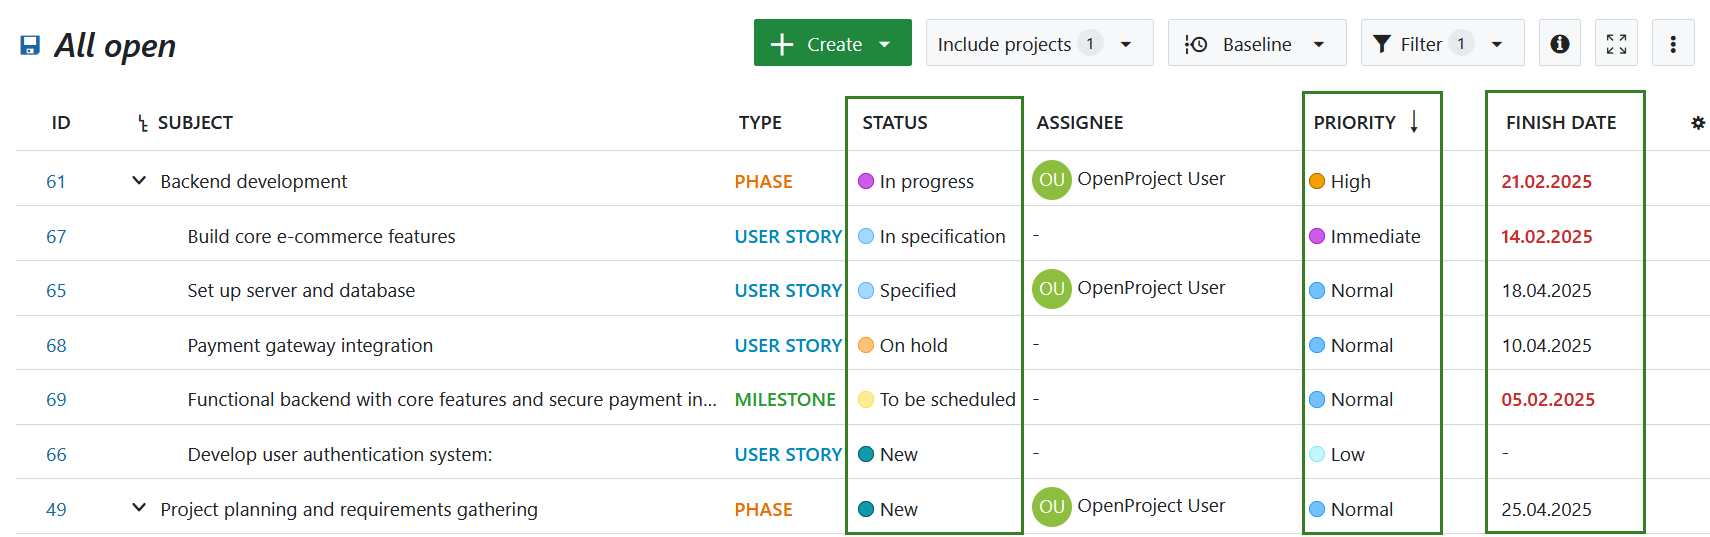 All open
Create
Include projects 1
Baseline
Filter 1
ID SUBJECT TYPE STATUS ASSIGNEE PRIORITY FINISH DATE
61 Backend development PHASE In progress OU OpenProject User High 21.02.2025
67 Build core e-commerce features USER STORY In specification - Immediate 14.02.2025
65 Set up server and database USER STORY Specified OU OpenProject User Normal 18.04.2025
68 Payment gateway integration USER STORY On hold - Normal 10.04.2025
69 Functional backend with core features and secure payment in... MILESTONE To be scheduled - Normal 05.02.2025
66 Develop user authentication system: USER STORY New - Low -
49 Project planning and requirements gathering PHASE New OU OpenProject User Normal 25.04.2025